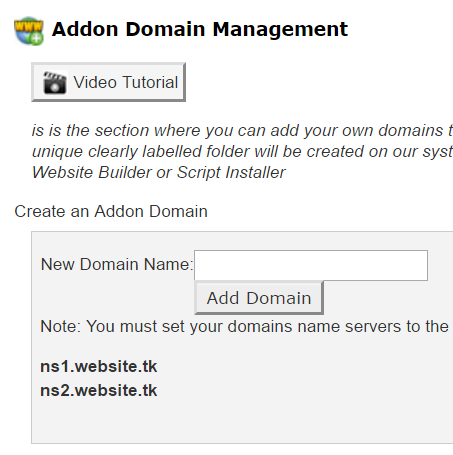 Addon Domain Management
Video Tutorial
is is the section where you can add your own domains t
unique clearly labelled folder will be created on our syst
Website Builder or Script Installer
Create an Addon Domain
New Domain Name:
Add Domain
Note: You must set your domains name servers to the
ns1.website.tk
ns2.website.tk